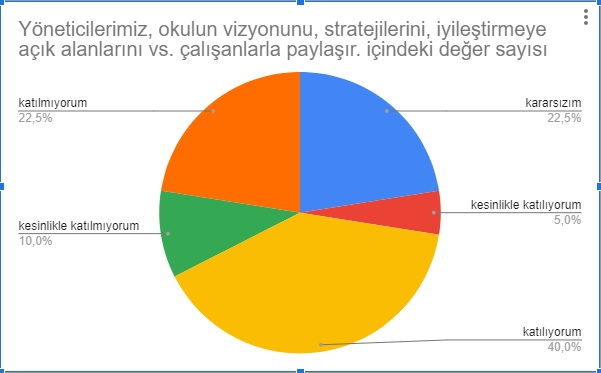 Yöneticilerimiz, okulun vizyonunu, stratejilerini, iyileştirmeye
açık alanlarını vs. çalışanlarla paylaşır. içindeki değer sayısı
katılmıyorum
22,5%
kararsızım
22,5%
kesinlikle katılıyorum
5,0%
kesinlikle katılmıyorum
10,0%
katılıyorum
40,0%